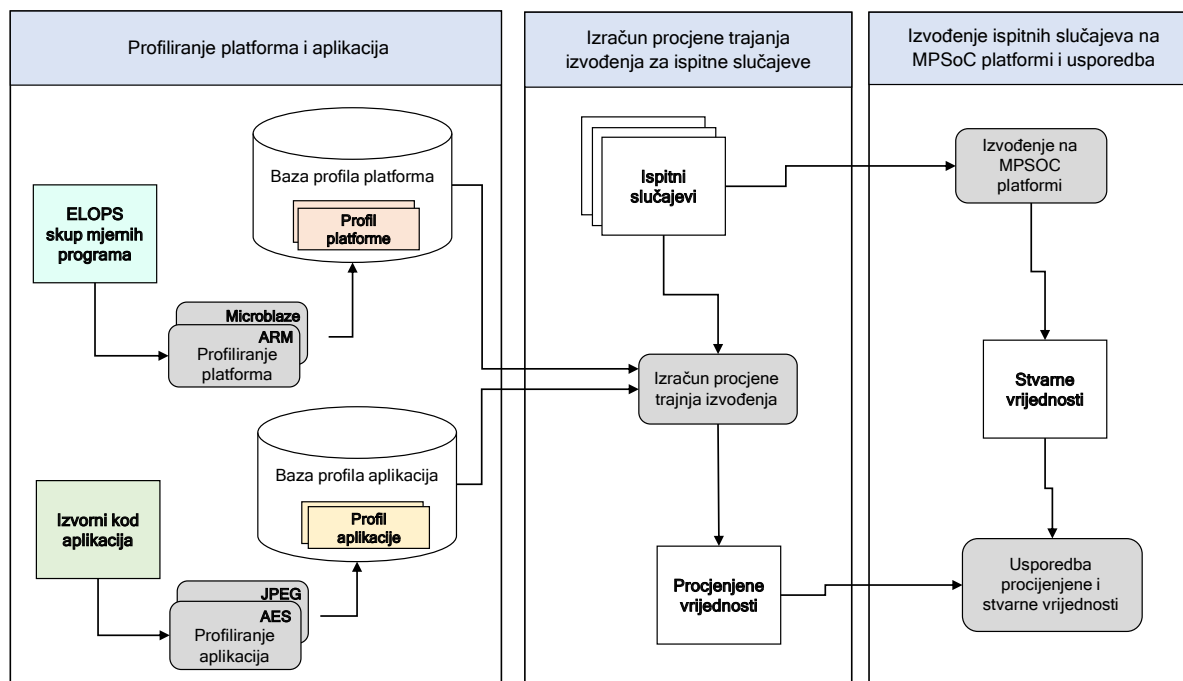 Profiliranje platforma i aplikacija
Baza profila platforma
Profil
platforme
ELOPS
skup mjernih
programa
Microblaze
ARM
Profiliranje
platforma
Baza profila aplikacija
Profil
aplikacije
Izvorni kod
aplikacija
JPEG
AES
Profiliranje
aplikacija
Izračun procjene trajanja
izvođenja za ispitne slučajeve
Ispitni
slučajevi
Izračun procjene
trajnja izvođenja
Procjenjene
vrijednosti
Izvođenje ispitnih slučajeva na
MPSoC platformi i usporedba
Izvođenje na
MPSOC
platformi
Stvarne
vrijednosti
Usporedba
procijenjene i
stvarne vrijednosti